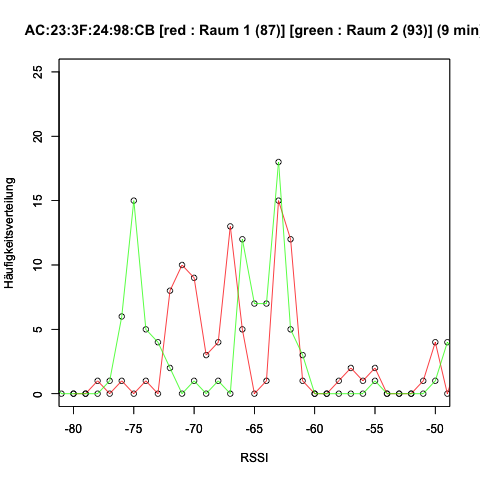 AC:23:3F:24:98:CB [red : Raum 1 (87)] [green : Raum 2 (93)] (9 min)
25
20
15
10
5
0
Häufigkeitsverteilung
-80 -75 -70 -65 -60 -55 -50
RSSI